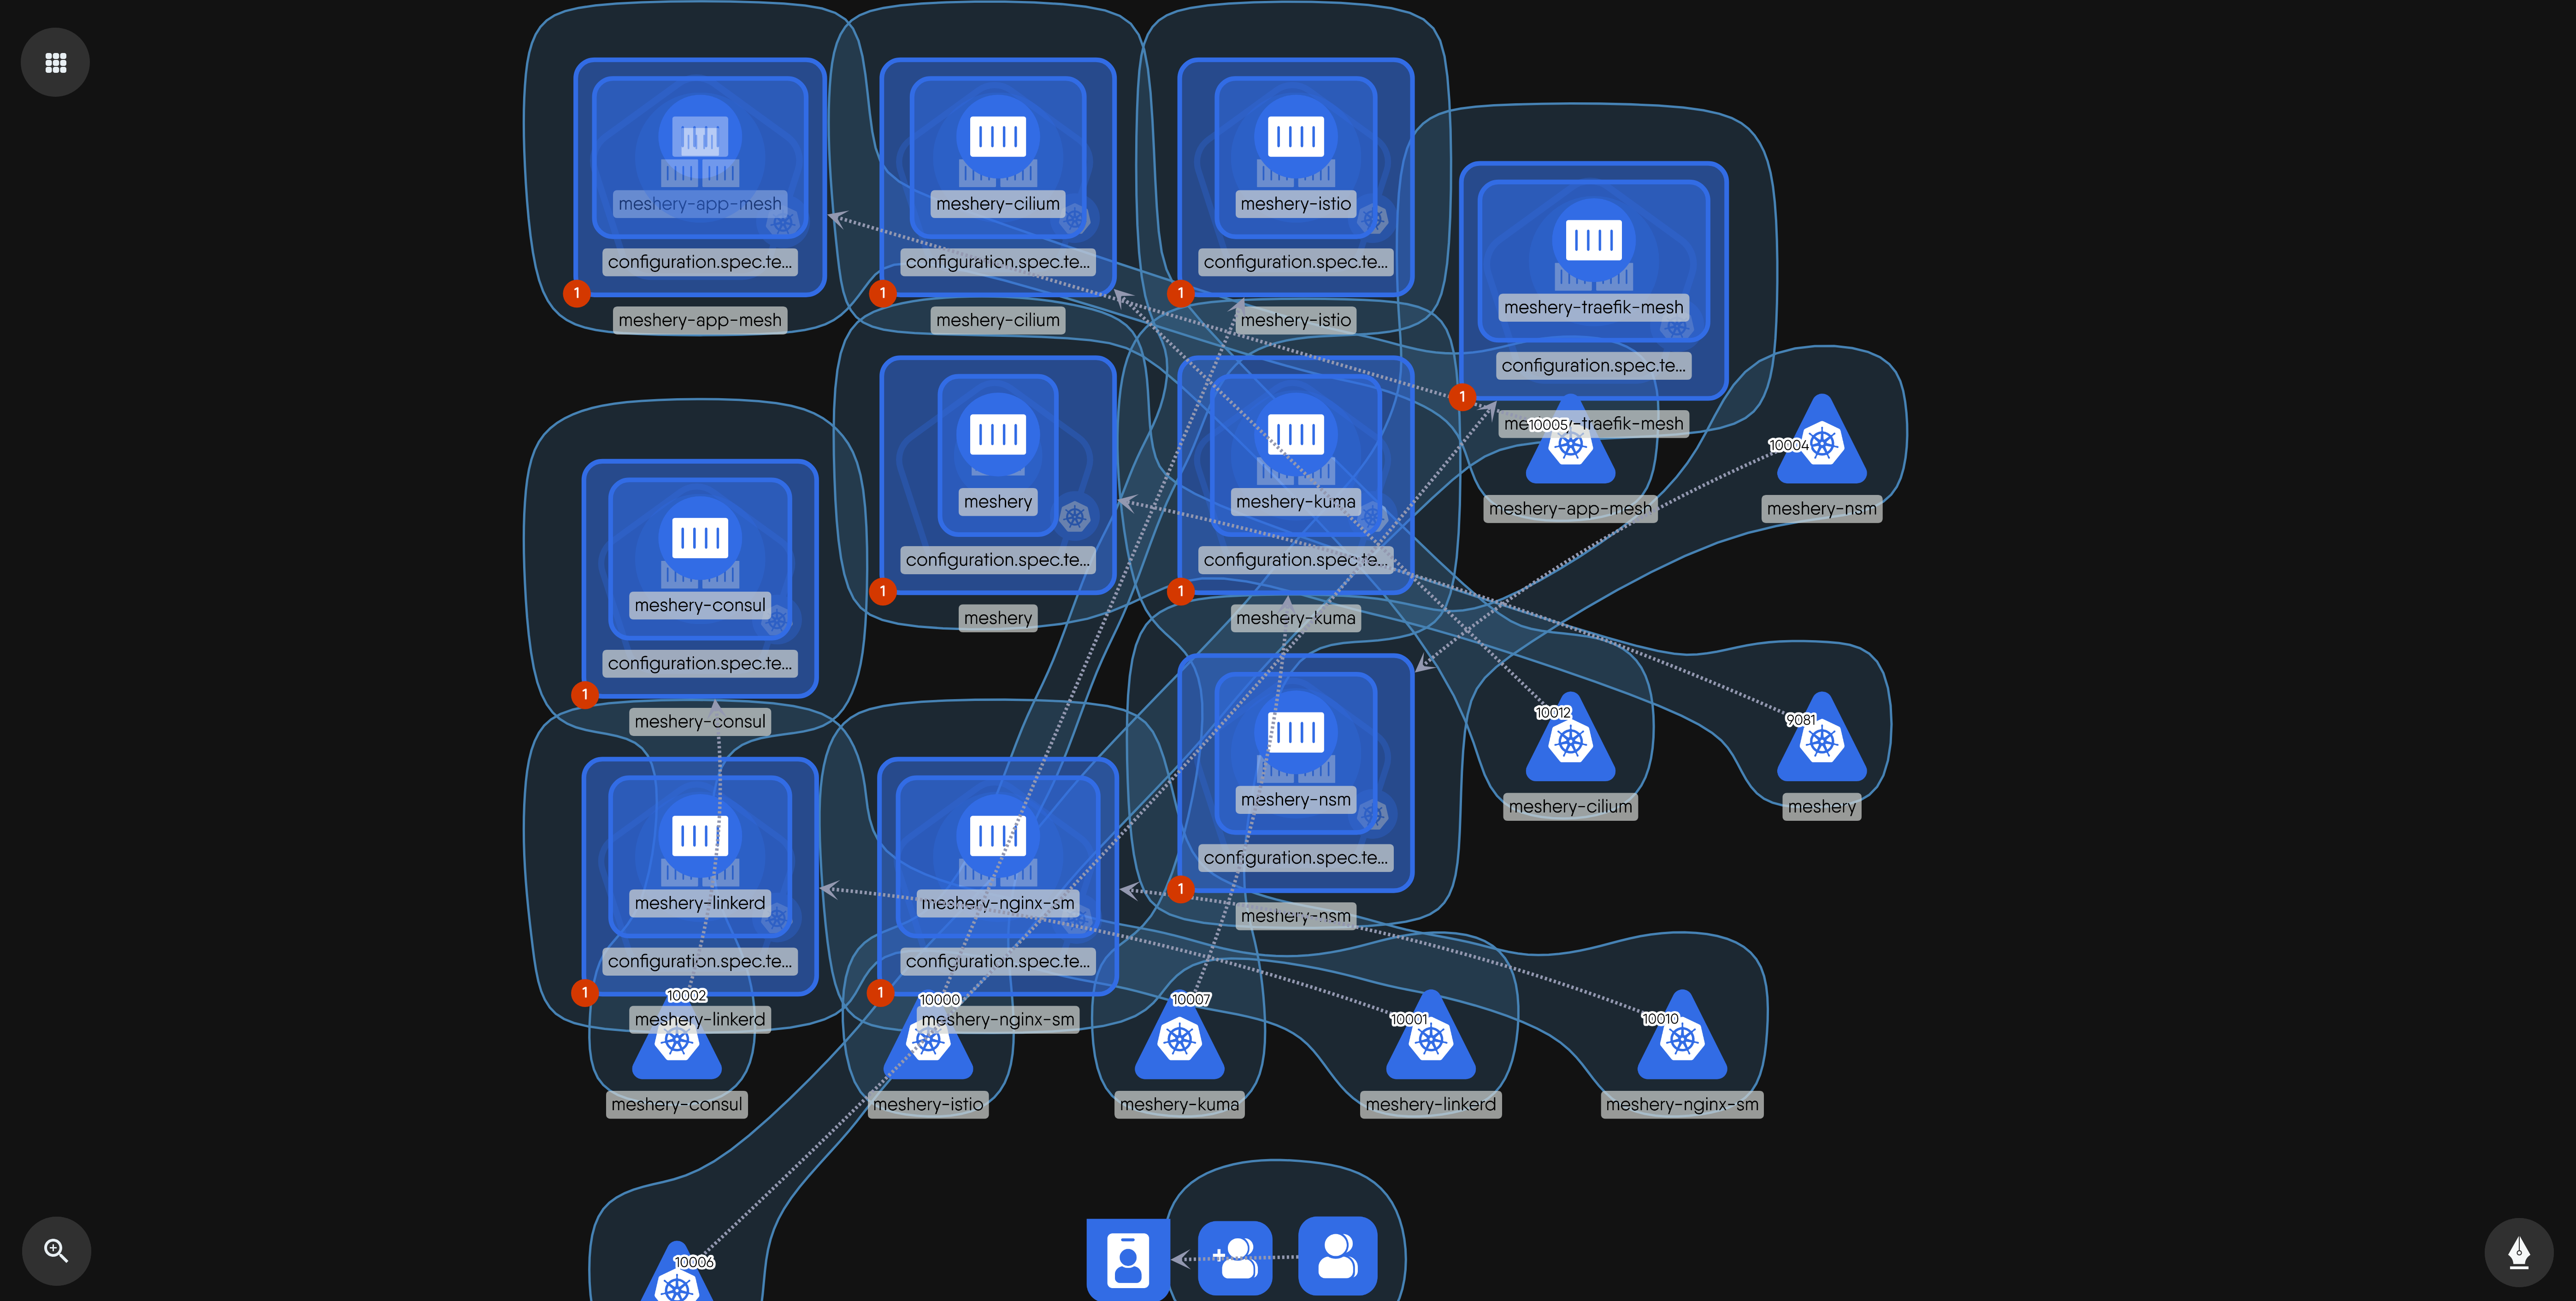 meshery-app-mesh
configuration.spec.te...
1
meshery-app-mesh
meshery-cilium
configuration.spec.te...
1
meshery-cilium
meshery-istio
configuration.spec.te...
1
meshery-istio
meshery-traefik-mesh
configuration.spec.te...
1
meshery-traefik-mesh
10005
meshery-app-mesh
10004
meshery-nsm
meshery
configuration.spec.te...
1
meshery
meshery-kuma
configuration.spec.te...
1
meshery-kuma
meshery-consul
configuration.spec.te...
1
meshery-consul
meshery-nsm
configuration.spec.te...
1
meshery-nsm
10012
meshery-cilium
9081
meshery
meshery-linkerd
configuration.spec.te...
1
meshery-linkerd
meshery-nginx-sm
configuration.spec.te...
1
meshery-nginx-sm
10002
meshery-consul
10000
meshery-istio
10007
meshery-kuma
10001
meshery-linkerd
10010
meshery-nginx-sm
10006